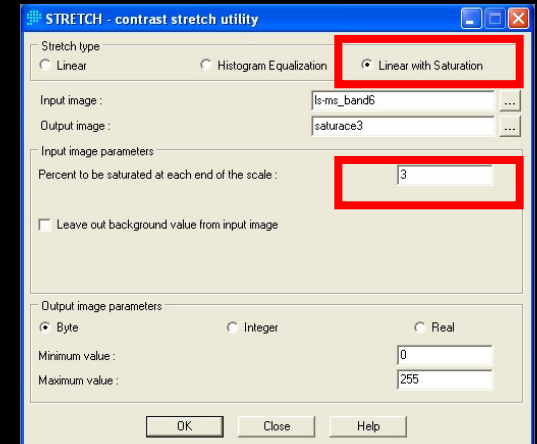 STRETCH - contrast stretch utility
Stretch type
Linear Histogram Equalization Linear with Saturation
Input image : ls-ms_band6 ...
Output image : saturace3 ...
Input image parameters
Percent to be saturated at each end of the scale : 3
Leave out background value from input image
Output image parameters
Byte Integer Real
Minimum value : 0
Maximum value : 255
OK Close Help